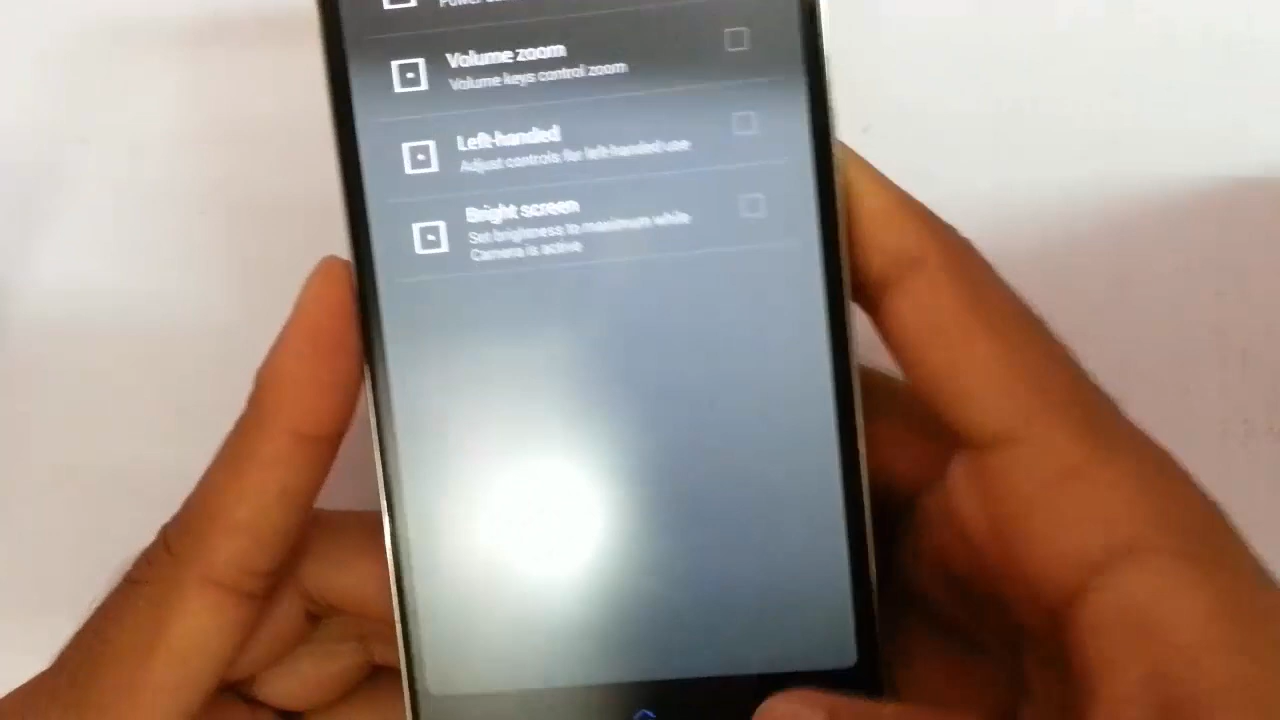 Power
Volume zoom
Volume keys control zoom
Left-handed
Adjust controls for left-handed use
Bright screen
Set brightness to maximum while
Camera is active